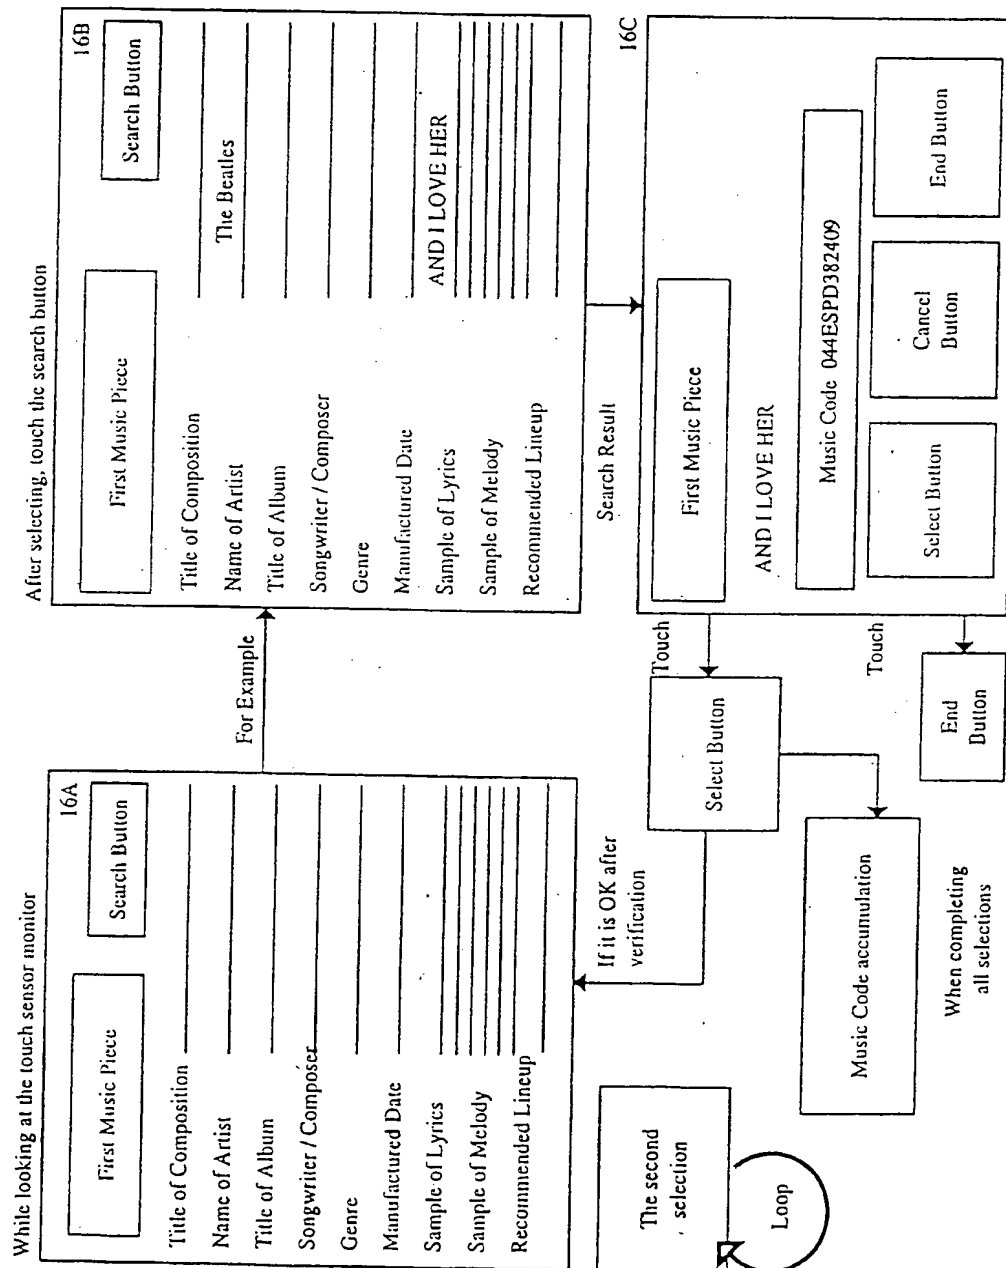 While looking at the touch sensor monitor
16A
First Music Piece
Search Button
Title of Composition
Name of Artist
Title of Album
Songwriter / Composer
Genre
Manufactured Date
Sample of Lyrics
Sample of Melody
Recommended Lineup
For Example
After selecting, touch the search button
16B
First Music Piece
Search Button
Title of Composition
Name of Artist
The Beatles
Title of Album
Songwriter / Composer
Genre
Manufactured Date
Sample of Lyrics
AND I LOVE HER
Sample of Melody
Recommended Lineup
Search Result
16C
First Music Piece
AND I LOVE HER
Music Code 044ESPD382409
Select Button
Cancel
Button
End Button
Touch
Select Button
Touch
End
Button
If it is OK after
verification
Music Code accumulation
When completing
all selections
The second
selection
Loop